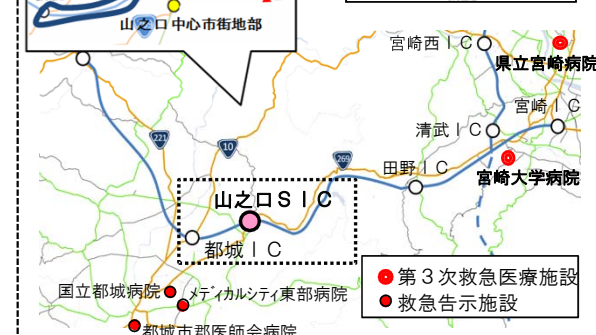 山之口中心市街地部
宮崎西ＩＣ
県立宮崎病院
宮崎ＩＣ
清武ＩＣ
221
10
269
田野ＩＣ
宮崎大学病院
山之口ＳＩＣ
都城ＩＣ
国立都城病院
ﾒﾃﾞｨｶﾙｼﾃｨ東部病院
都城市郡医師会病院
第３次救急医療施設
救急告示施設